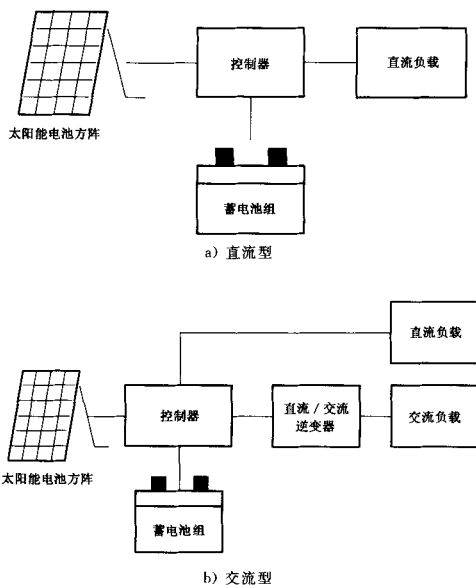 控制器
直流负载
太阳能电池方阵
蓄电池组
a) 直流型
直流负载
控制器
直流/交流
逆变器
交流负载
太阳能电池方阵
蓄电池组
b) 交流型